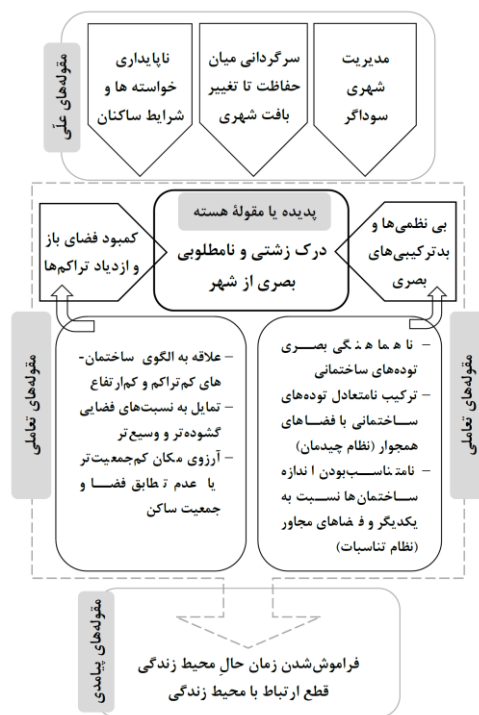 مقوله‌های علّی
مدیریت
شهری
سوداگر
سرگردانی میان
حفاظت تا تغییر
بافت شهری
ناپایداری
خواسته ها و
شرایط ساکنان
پدیده یا مقولۀ هسته
درک زشتی و نامطلوبی
بصری از شهر
بی نظمی‌ها و
بدترکیبی‌های
بصری
کمبود فضای باز
و ازدیاد تراکم‌ها
مقوله‌های تعاملی
– ناهماهنگی بصری
توده‌های ساختمانی
– ترکیب نامتعادل توده‌های
ساختمانی با فضاهای
همجوار (نظام چیدمان)
– نامتناسب‌بودن اندازه
ساختمان‌ها نسبت به
یکدیگر و فضاهای مجاور
(نظام تناسبات)
– علاقه به الگوی ساختمان-
های کم‌تراکم و کم‌ارتفاع
– تمایل به نسبت‌های فضایی
گشوده‌تر و وسیع‌تر
– آرزوی مکان کم‌جمعیت‌تر
یا عدم تطابق فضا و
جمعیت ساکن
مقوله‌های تعاملی
مقوله‌های پیامدی
فراموش‌شدن زمان حالِ محیط زندگی
قطع ارتباط با محیط زندگی